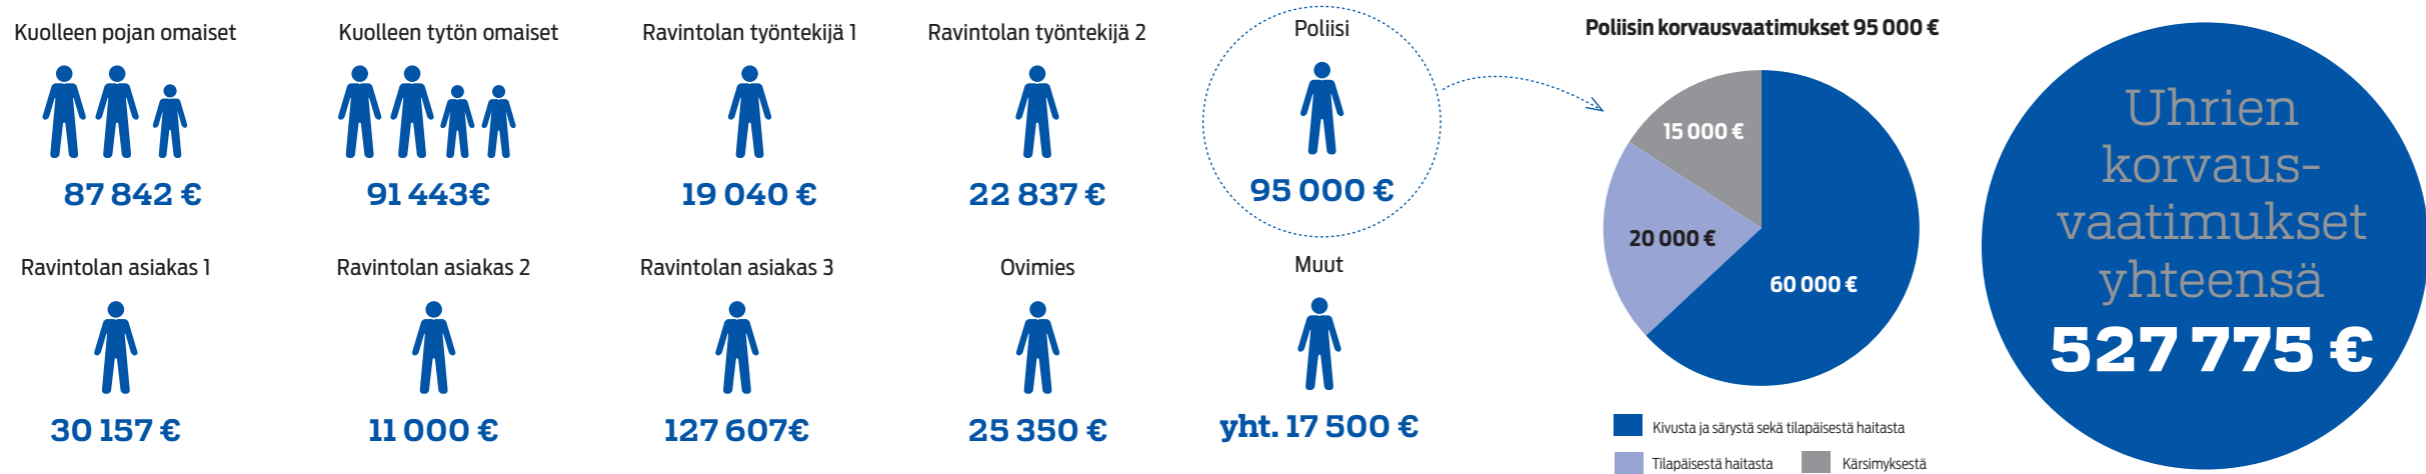 Kuolleen pojan omaiset
87 842 €
Kuolleen tytön omaiset
91 443€
Ravintolan työntekijä 1
19 040 €
Ravintolan työntekijä 2
22 837 €
Poliisi
95 000 €
Ravintolan asiakas 1
30 157 €
Ravintolan asiakas 2
11 000 €
Ravintolan asiakas 3
127 607€
Ovimies
25 350 €
Muut
yht. 17 500 €
Poliisin korvausvaatimukset 95 000 €
15 000 €
20 000 €
60 000 €
Kivusta ja särystä sekä tilapäisestä haitasta
Tilapäisestä haitasta
Kärsimyksestä
Uhrien
korvaus-
vaatimukset
yhteensä
527 775 €